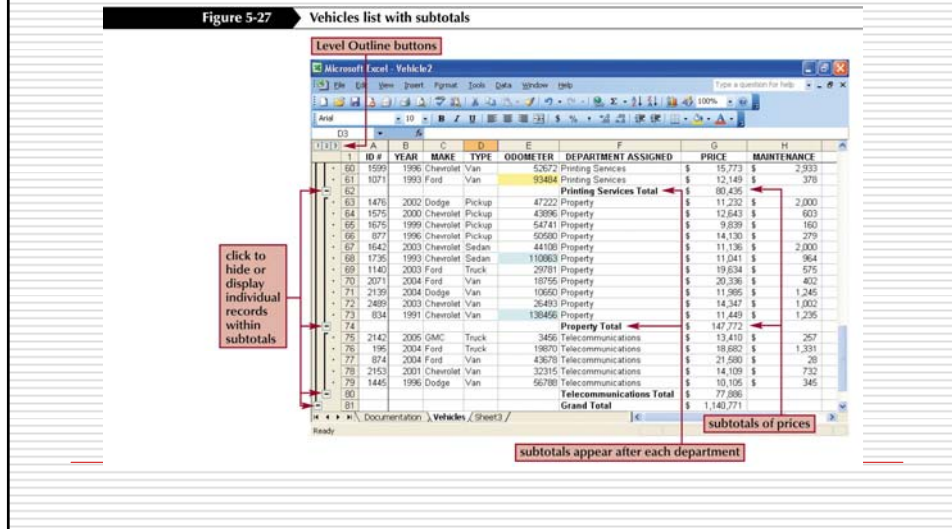 Figure 5-27 Vehicles list with subtotals
Level Outline buttons
Microsoft Excel - Vehicle2
File Edit View Insert Format Tools Data Window Help Type a question for help
Arial 10 B I U $ % , 100%
D3 fx
1 2 3 A B C D E F G H
1 ID # YEAR MAKE TYPE ODOMETER DEPARTMENT ASSIGNED PRICE MAINTENANCE
60 1599 1996 Chevrolet Van 52672 Printing Services $ 15,773 $ 2,933
61 1071 1993 Ford Van 93484 Printing Services $ 12,149 $ 378
62 Printing Services Total $ 80,435
63 1476 2002 Dodge Pickup 47222 Property $ 11,232 $ 2,000
64 1575 2000 Chevrolet Pickup 43896 Property $ 12,643 $ 603
65 1675 1999 Chevrolet Pickup 54741 Property $ 9,839 $ 160
66 877 1996 Chevrolet Pickup 50580 Property $ 14,130 $ 279
67 1642 2003 Chevrolet Sedan 44108 Property $ 11,136 $ 2,000
68 1735 1993 Chevrolet Sedan 110863 Property $ 11,041 $ 964
69 1140 2003 Ford Truck 29781 Property $ 19,634 $ 575
70 2071 2004 Ford Van 18755 Property $ 20,336 $ 402
71 2139 2004 Dodge Van 10650 Property $ 11,985 $ 1,245
72 2489 2003 Chevrolet Van 26493 Property $ 14,347 $ 1,002
73 834 1991 Chevrolet Van 138456 Property $ 11,449 $ 1,235
74 Property Total $ 147,772
75 2142 2005 GMC Truck 3456 Telecommunications $ 13,410 $ 257
76 195 2004 Ford Truck 19870 Telecommunications $ 18,682 $ 1,331
77 874 2004 Ford Van 43678 Telecommunications $ 21,580 $ 28
78 2153 2001 Chevrolet Van 32315 Telecommunications $ 14,109 $ 732
79 1445 1996 Dodge Van 56788 Telecommunications $ 10,105 $ 345
80 Telecommunications Total $ 77,886
81 Grand Total $ 1,140,771
Documentation Vehicles Sheet3
Ready
click to
hide or
display
individual
records
within
subtotals
subtotals of prices
subtotals appear after each department